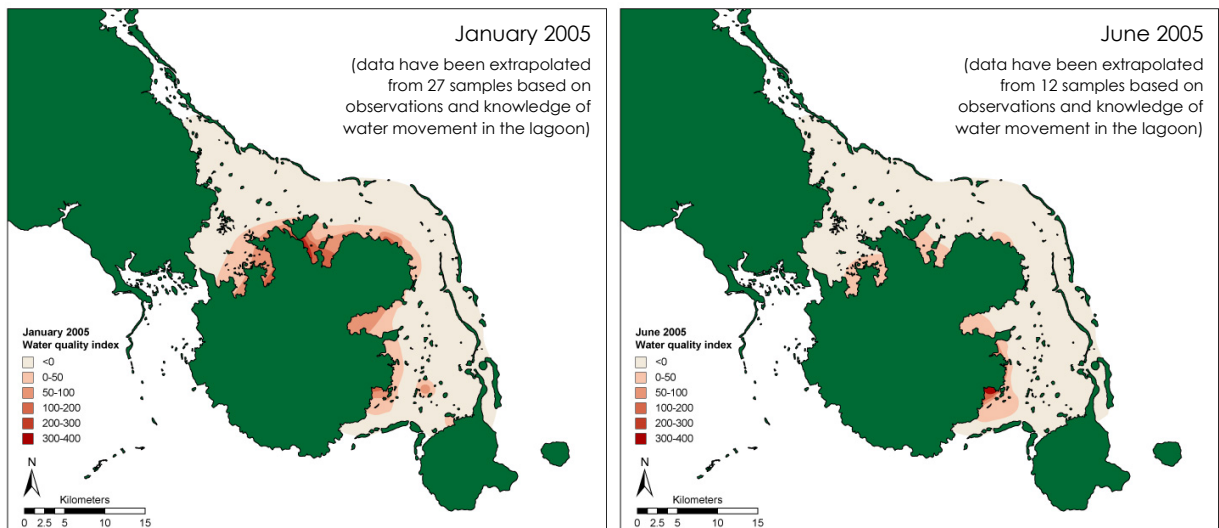 January 2005
(data have been extrapolated
from 27 samples based on
observations and knowledge of
water movement in the lagoon)
January 2005
Water quality index
<0
0-50
50-100
100-200
200-300
300-400
N
Kilometers
0 2.5 5 10 15
June 2005
(data have been extrapolated
from 12 samples based on
observations and knowledge of
water movement in the lagoon)
June 2005
Water quality index
<0
0-50
50-100
100-200
200-300
300-400
N
Kilometers
0 2.5 5 10 15